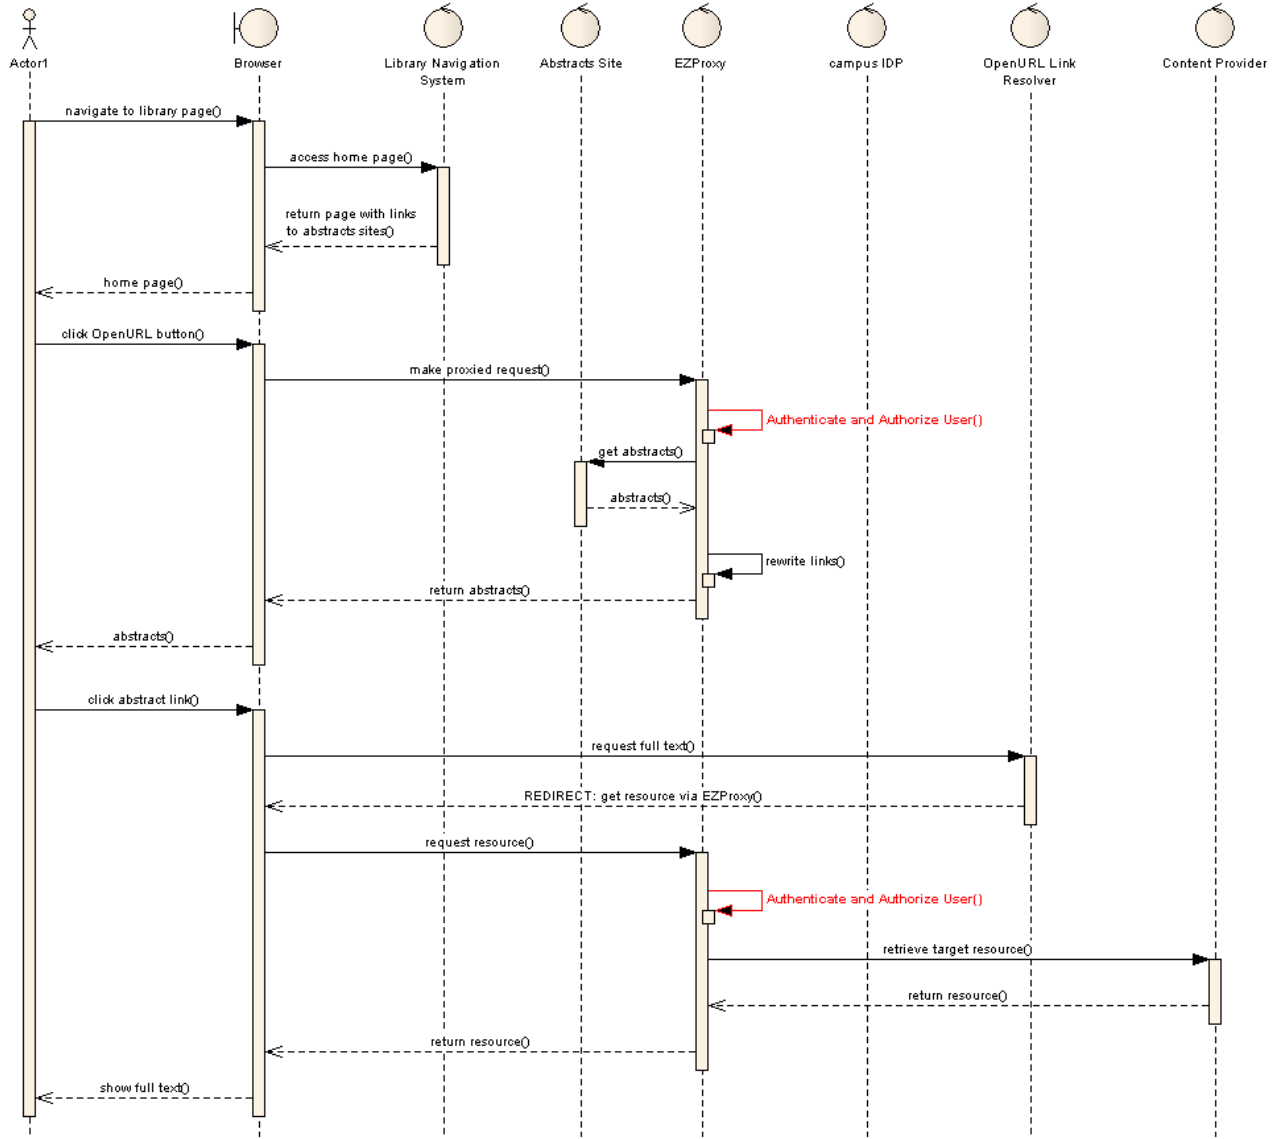 Actor1
Browser
Library Navigation
System
Abstracts Site
EZProxy
campus IDP
OpenURL Link
Resolver
Content Provider
navigate to library page()
access home page()
return page with links
to abstracts sites()
home page()
click OpenURL button()
make proxied request()
Authenticate and Authorize User()
get abstracts()
abstracts()
rewrite links()
return abstracts()
abstracts()
click abstract link()
request full text()
REDIRECT: get resource via EZProxy()
request resource()
Authenticate and Authorize User()
retrieve target resource()
return resource()
return resource()
show full text()